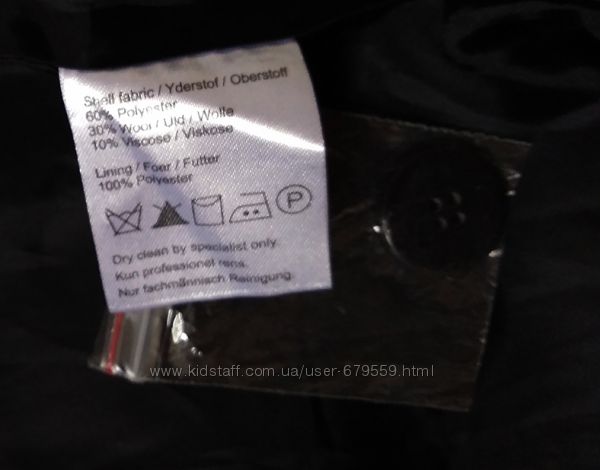 Shell fabric / Yderstof / Oberstoff
60% Polyester
30% Wool / Uld / Wolle
10% Viscose / Viskose
Lining / Foer / Futter
100% Polyester
P
Dry clean by specialist only.
Kun professionel rens.
Nur fachmännisch Reinigung.
www.kidstaff.com.ua/user-679559.html